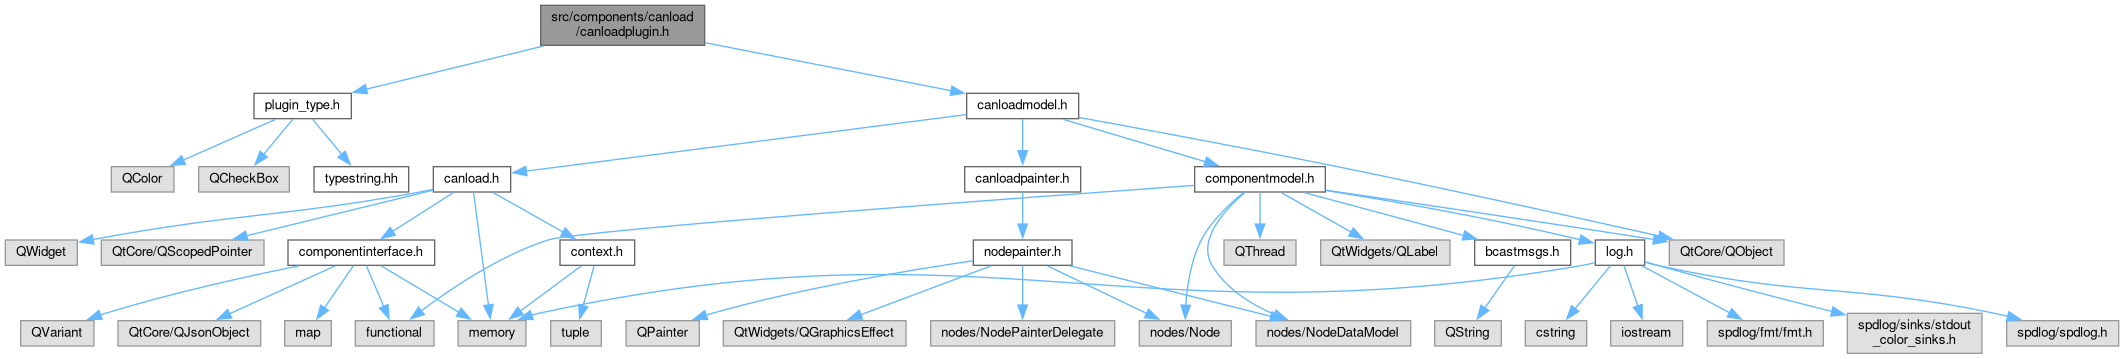 src/components/canload
/canloadplugin.h
plugin_type.h
canloadmodel.h
QColor
QCheckBox
typestring.hh
canload.h
canloadpainter.h
componentmodel.h
QWidget
QtCore/QScopedPointer
componentinterface.h
context.h
nodepainter.h
QThread
QtWidgets/QLabel
bcastmsgs.h
log.h
QtCore/QObject
QVariant
QtCore/QJsonObject
map
functional
memory
tuple
QPainter
QtWidgets/QGraphicsEffect
nodes/NodePainterDelegate
nodes/Node
nodes/NodeDataModel
QString
cstring
iostream
spdlog/fmt/fmt.h
spdlog/sinks/stdout
_color_sinks.h
spdlog/spdlog.h